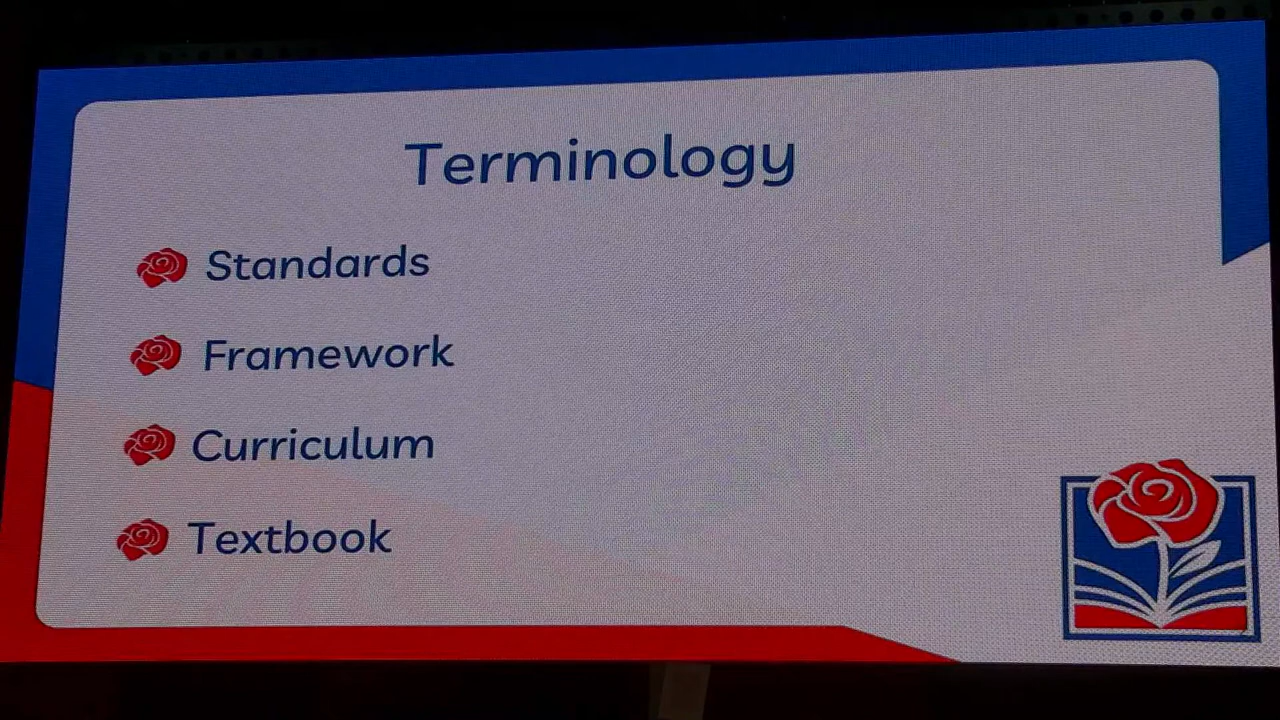 Terminology
Standards
Framework
Curriculum
Textbook